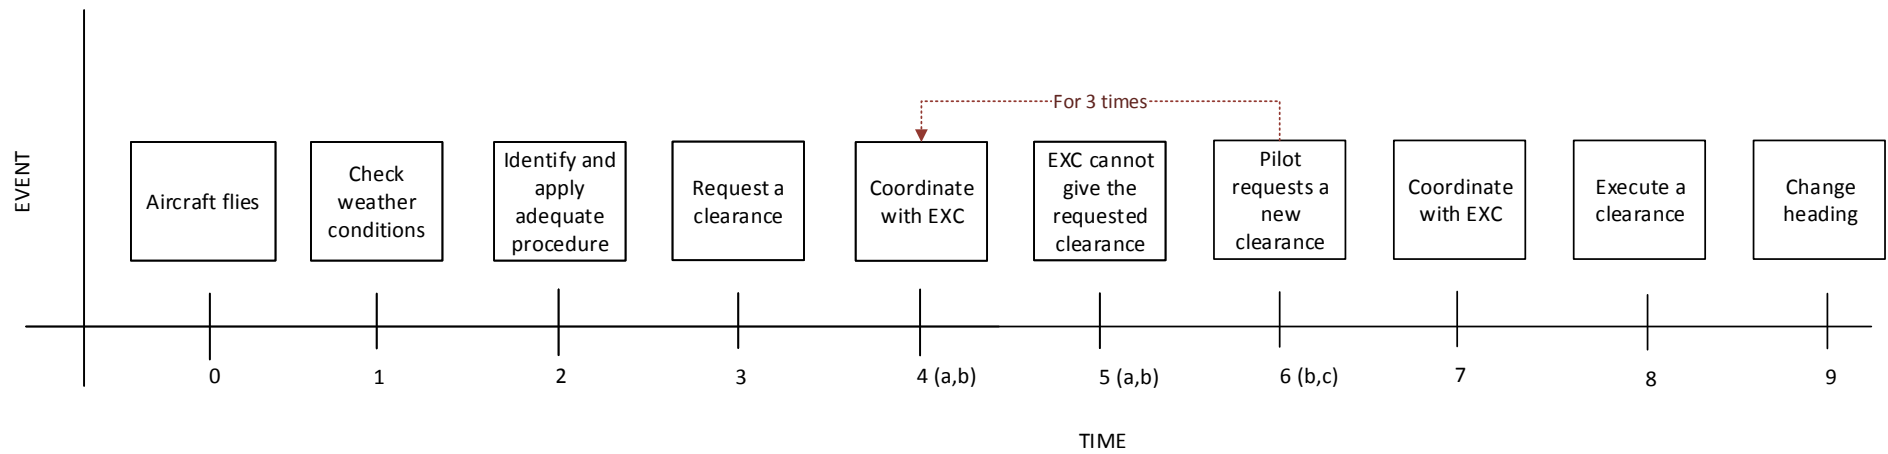 EVENT
For 3 times
Aircraft flies
Check
weather
conditions
Identify and
apply
adequate
procedure
Request a
clearance
Coordinate
with EXC
EXC cannot
give the
requested
clearance
Pilot
requests a
new
clearance
Coordinate
with EXC
Execute a
clearance
Change
heading
0
1
2
3
4 (a,b)
5 (a,b)
6 (b,c)
7
8
9
TIME